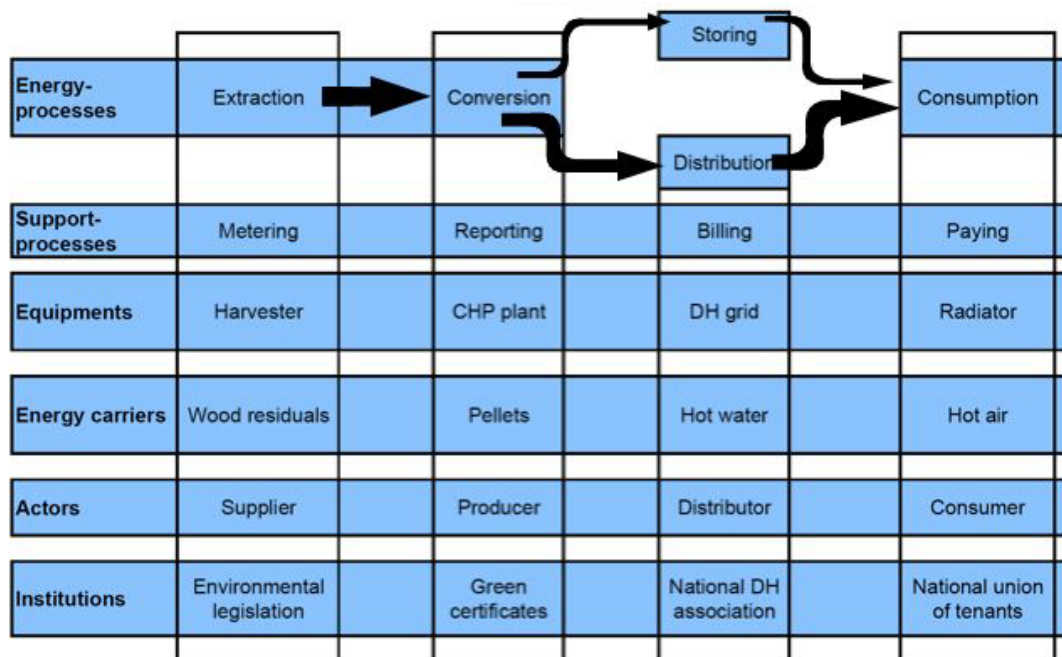 Storing
Energy-
processes
Extraction
Conversion
Consumption
Distribution
Support-
processes
Metering
Reporting
Billing
Paying
Equipments
Harvester
CHP plant
DH grid
Radiator
Energy carriers
Wood residuals
Pellets
Hot water
Hot air
Actors
Supplier
Producer
Distributor
Consumer
Institutions
Environmental
legislation
Green
certificates
National DH
association
National union
of tenants